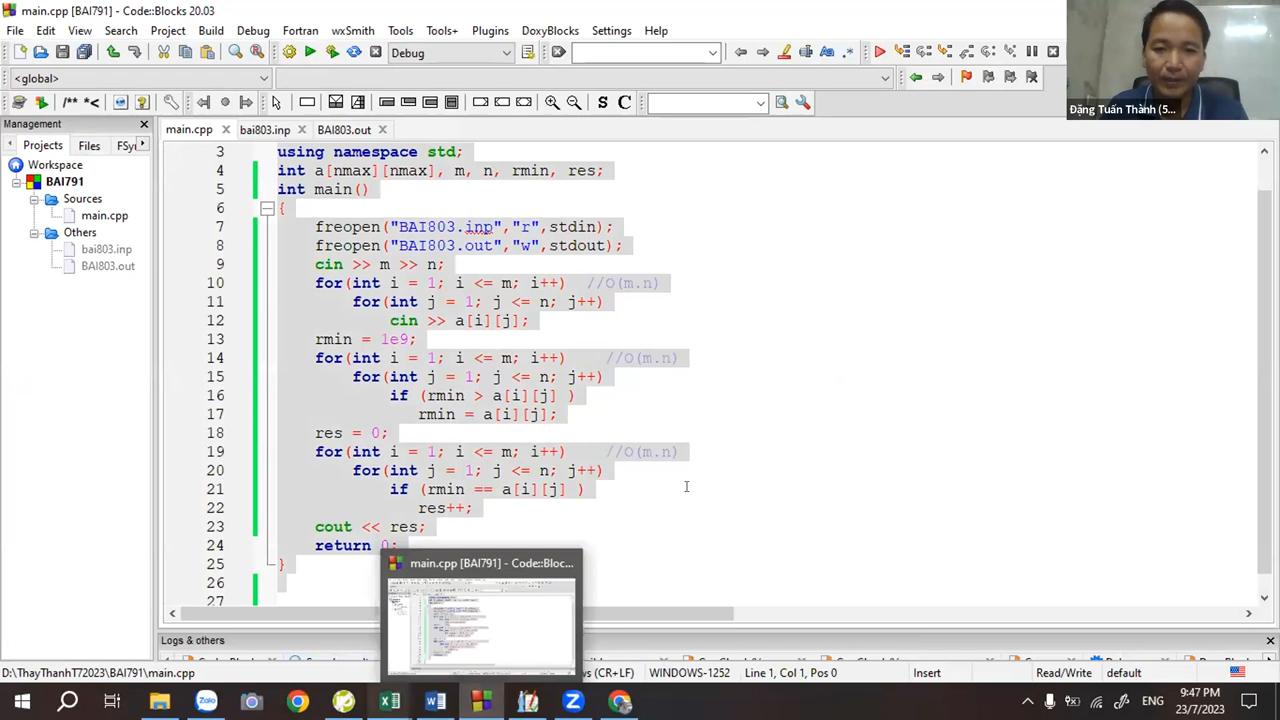 main.cpp [BAI791] - Code::Blocks 20.03
File Edit View Search Project Build Debug Fortran wxSmith Tools Tools+ Plugins DoxyBlocks Settings Help
Debug
<global>
/** *<
S C
Management
Projects Files FSy
Workspace
BAI791
Sources
main.cpp
Others
bai803.inp
BAI803.out
main.cpp bai803.inp BAI803.out
3 using namespace std;
4 int a[nmax][nmax], m, n, rmin, res;
5 int main()
6 {
7 freopen("BAI803.inp","r",stdin);
8 freopen("BAI803.out","w",stdout);
9 cin >> m >> n;
10 for(int i = 1; i <= m; i++) //O(m.n)
11 for(int j = 1; j <= n; j++)
12 cin >> a[i][j];
13 rmin = 1e9;
14 for(int i = 1; i <= m; i++) //O(m.n)
15 for(int j = 1; j <= n; j++)
16 if (rmin > a[i][j] )
17 rmin = a[i][j];
18 res = 0;
19 for(int i = 1; i <= m; i++) //O(m.n)
20 for(int j = 1; j <= n; j++)
21 if (rmin == a[i][j] )
22 res++;
23 cout << res;
24 return 0;
25 }
26
27
main.cpp [BAI791] - Code::Bloc...
Logs & others
D:\ThayThanhT72023\BAI791\main.cpp (CR+LF) WINDOWS-1252 Line 1, Col 1, Pos 0 Insert Read/Write default
Zalo
ENG
9:47 PM
23/7/2023
Đặng Tuấn Thành (5...